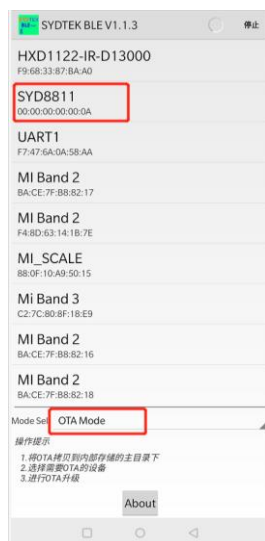 SYDTEK BLE V1.1.3 停止
HXD1122-IR-D13000
F9:68:33:87:BA:A0
SYD8811
00:00:00:00:00:0A
UART1
F7:47:6A:0A:58:AA
MI Band 2
BA:CE:7F:B8:82:17
MI Band 2
F4:8D:63:14:1B:7E
MI_SCALE
88:0F:10:A9:50:15
Mi Band 3
C2:7C:80:8F:18:E9
MI Band 2
BA:CE:7F:B8:82:16
MI Band 2
BA:CE:7F:B8:82:18
Mode Sel OTA Mode
操作提示
1.将OTA拷贝到内部存储的主目录下
2.选择需要OTA的设备
3.进行OTA升级
About